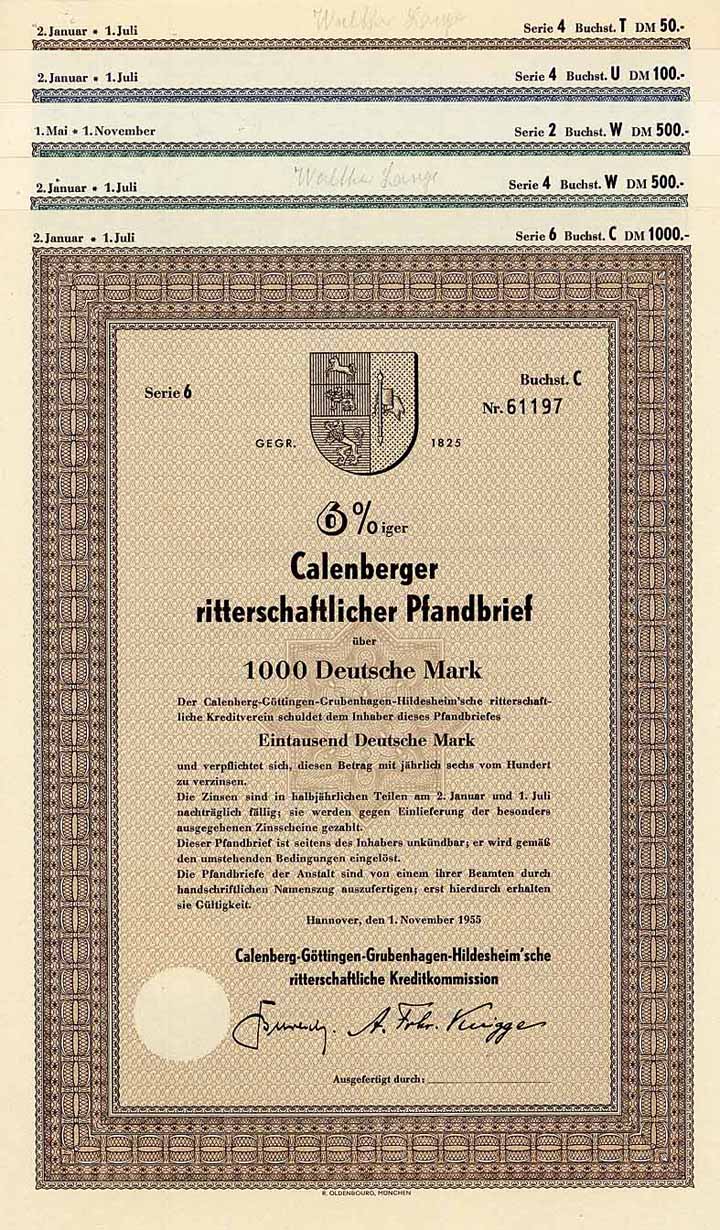 Walther Lange
2. Januar * 1. Juli Serie 4 Buchst. T DM 50.-
2. Januar * 1. Juli Serie 4 Buchst. U DM 100.-
1. Mai * 1. November Serie 2 Buchst. W DM 500.-
Walther Lange
2. Januar * 1. Juli Serie 4 Buchst. W DM 500.-
2. Januar * 1. Juli Serie 6 Buchst. C DM 1000.-
Serie 6 Buchst. C
Nr. 61197
GEGR. 1825
6%iger
Calenberger
ritterschaftlicher Pfandbrief
über
1000 Deutsche Mark
Der Calenberg-Göttingen-Grubenhagen-Hildesheim'sche ritterschaft-
liche Kreditverein schuldet dem Inhaber dieses Pfandbriefes
Eintausend Deutsche Mark
und verpflichtet sich, diesen Betrag mit jährlich sechs vom Hundert
zu verzinsen.
Die Zinsen sind in halbjährlichen Teilen am 2. Januar und 1. Juli
nachträglich fällig; sie werden gegen Einlieferung der besonders
ausgegebenen Zinsscheine gezahlt.
Dieser Pfandbrief ist seitens des Inhabers unkündbar; er wird gemäß
den umstehenden Bedingungen eingelöst.
Die Pfandbriefe der Anstalt sind von einem ihrer Beamten durch
handschriftlichen Namenszug auszufertigen; erst hierdurch erhalten
sie Gültigkeit.
Hannover, den 1. November 1955
Calenberg-Göttingen-Grubenhagen-Hildesheim'sche
ritterschaftliche Kreditkommission
A. Frhr. Knigge
Ausgefertigt durch:
R. OLDENBOURG, MÜNCHEN